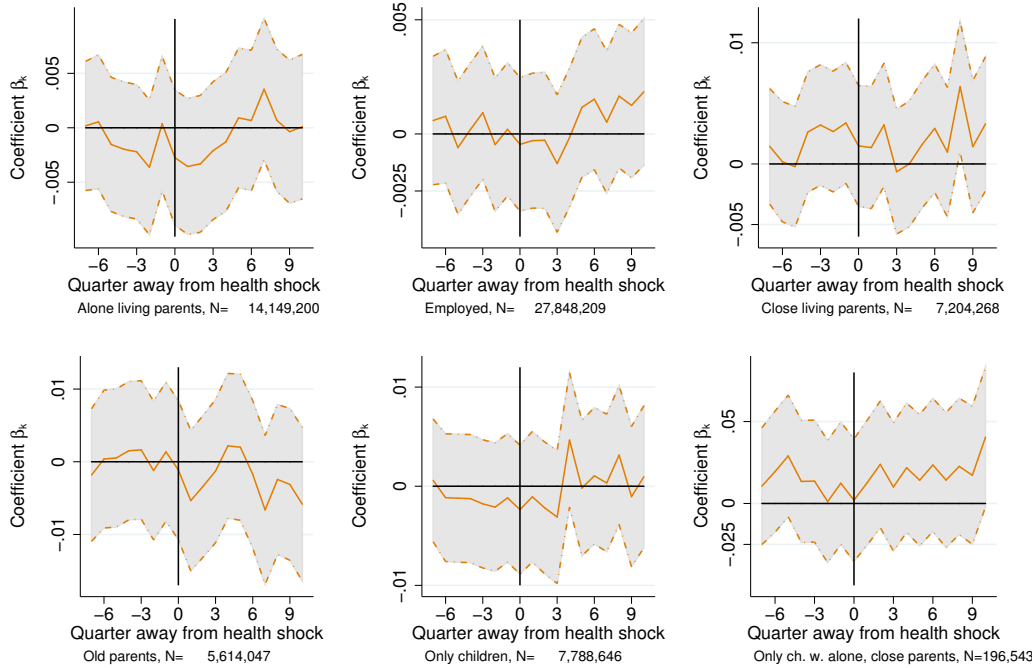 Coefficient βk
.005
0
−.005
−6 −3 0 3 6 9
Quarter away from health shock
Alone living parents, N= 14,149,200
Coefficient βk
.005
0
−.0025
−6 −3 0 3 6 9
Quarter away from health shock
Employed, N= 27,848,209
Coefficient βk
.01
0
−.005
−6 −3 0 3 6 9
Quarter away from health shock
Close living parents, N= 7,204,268
Coefficient βk
.01
0
−.01
−6 −3 0 3 6 9
Quarter away from health shock
Old parents, N= 5,614,047
Coefficient βk
.01
0
−.01
−6 −3 0 3 6 9
Quarter away from health shock
Only children, N= 7,788,646
Coefficient βk
.05
0
−.025
−6 −3 0 3 6 9
Quarter away from health shock
Only ch. w. alone, close parents, N=196,543